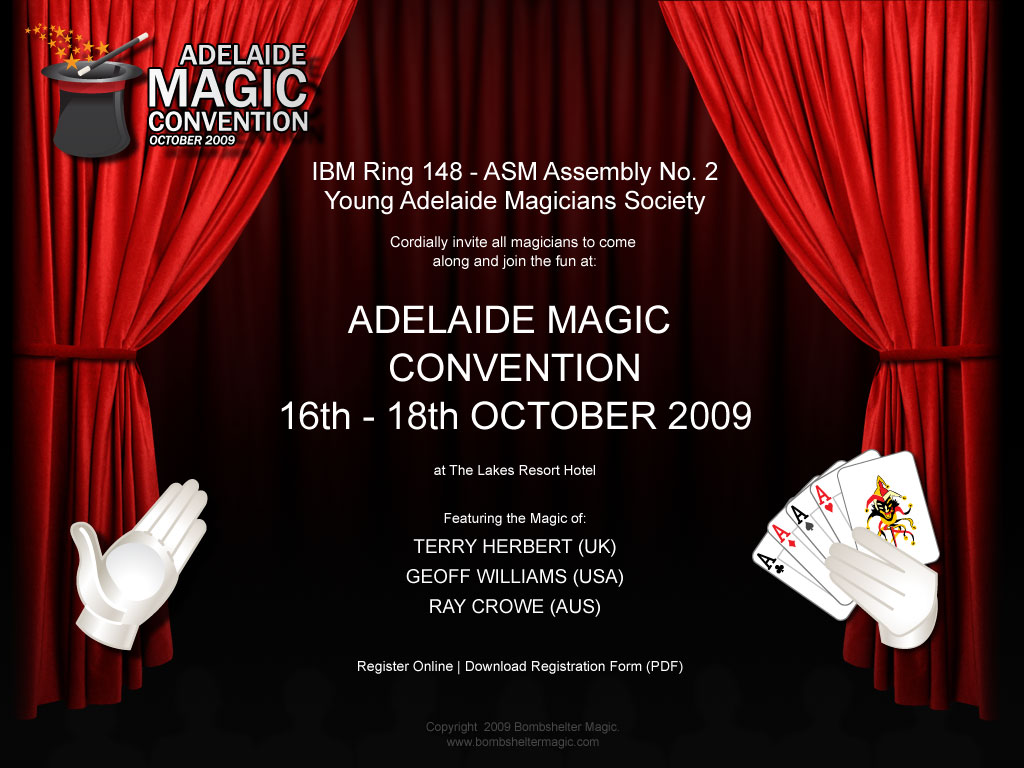 ADELAIDE
MAGIC
CONVENTION
OCTOBER 2009
IBM Ring 148 - ASM Assembly No. 2
Young Adelaide Magicians Society
Cordially invite all magicians to come
along and join the fun at:
ADELAIDE MAGIC
CONVENTION
16th - 18th OCTOBER 2009
at The Lakes Resort Hotel
Featuring the Magic of:
TERRY HERBERT (UK)
GEOFF WILLIAMS (USA)
RAY CROWE (AUS)
A
A
A
A
Register Online | Download Registration Form (PDF)
Copyright 2009 Bombshelter Magic.
www.bombsheltermagic.com